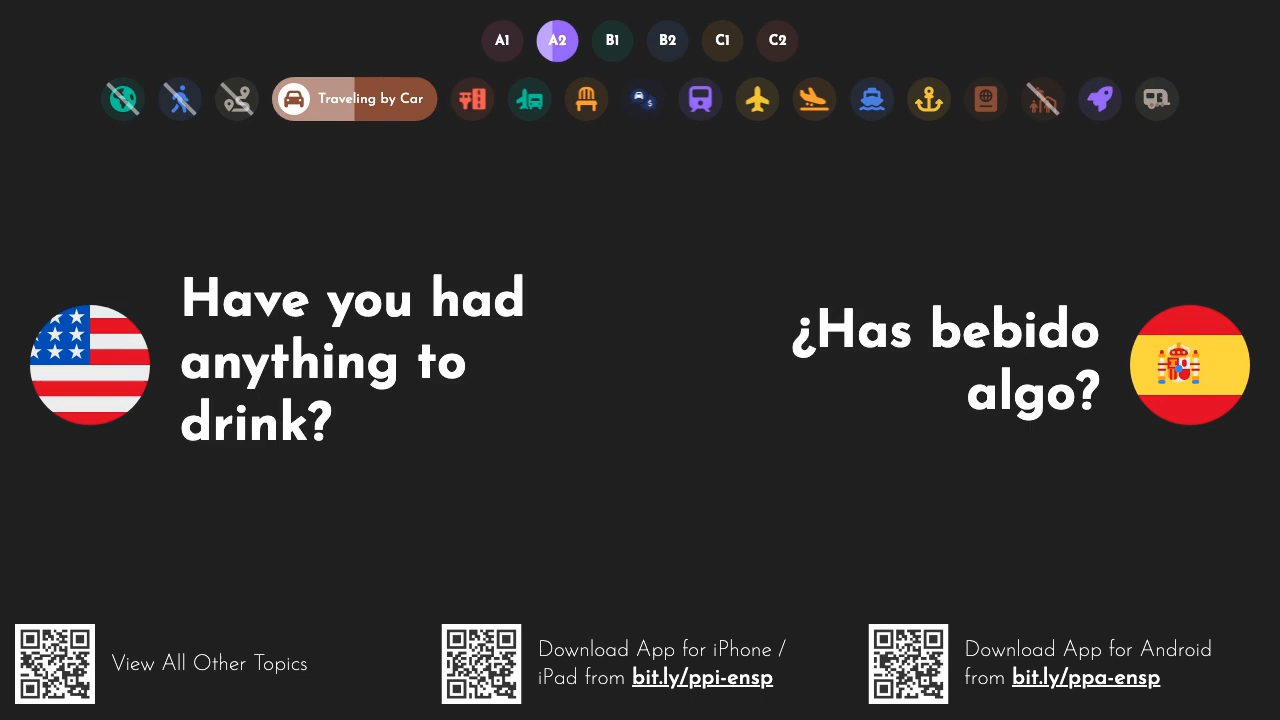 A1 A2 B1 B2 C1 C2
Traveling by Car
Have you had
anything to
drink?
¿Has bebido
algo?
View All Other Topics
Download App for iPhone /
iPad from bit.ly/ppi-ensp
Download App for Android
from bit.ly/ppa-ensp